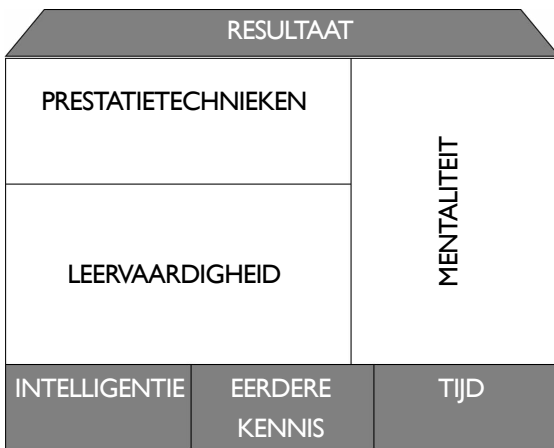 RESULTAAT
PRESTATIETECHNIEKEN
MENTALITEIT
LEERVAARDIGHEID
INTELLIGENTIE
EERDERE
KENNIS
TIJD